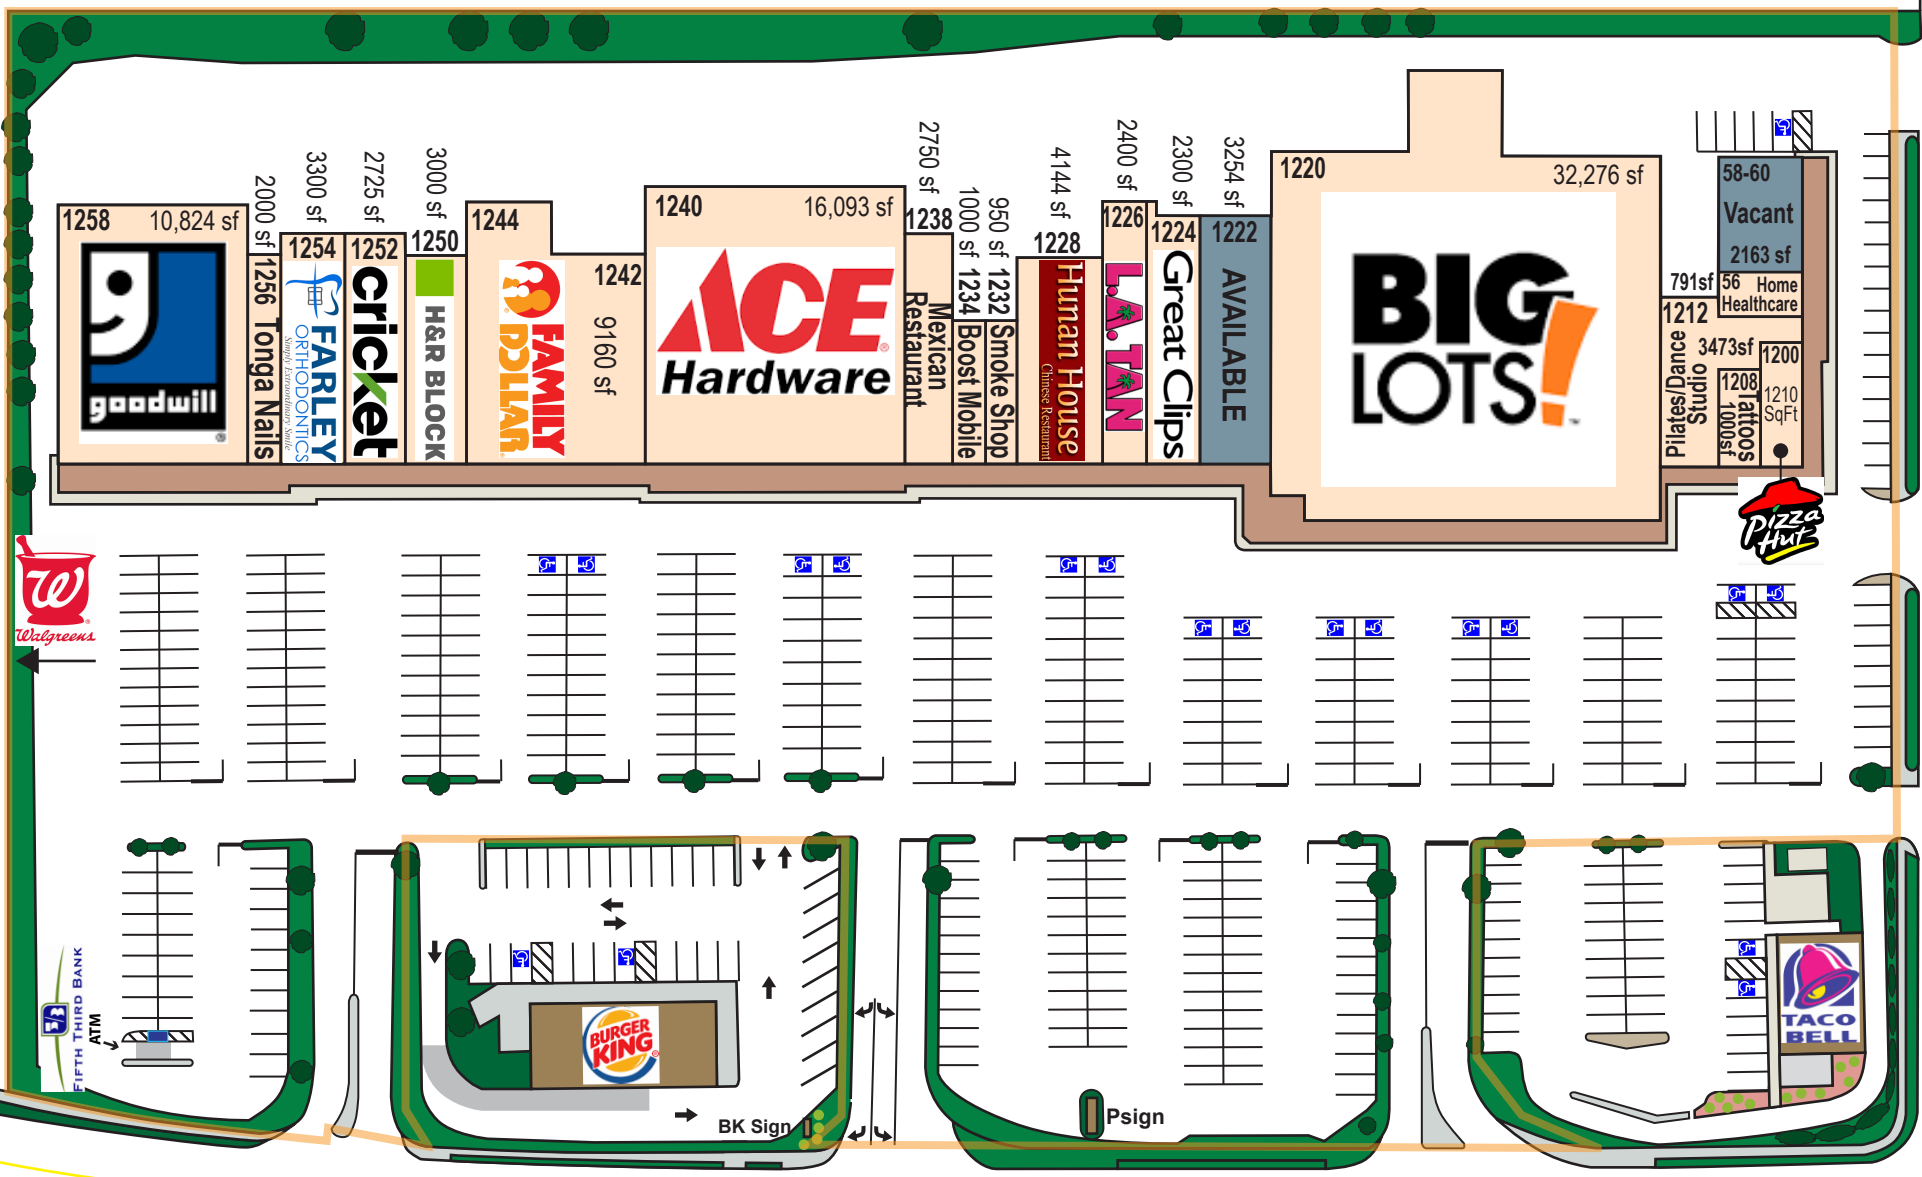 1258 10,824 sf
goodwill
®
2000 sf
1256 Tonga Nails
3300 sf
1254
FARLEY
ORTHODONTICS
Simply Extraordinary Smile
2725 sf
1252
cricket
3000 sf
1250
H&R BLOCK
1244
FAMILY
DOLLAR
1242
9160 sf
1240 16,093 sf
ACE
Hardware
®
2750 sf
1238
Mexican
Restaurant
1000 sf 1234 Boost Mobile
950 sf 1232 Smoke Shop
4144 sf
1228
Hunan House
Chinese Restaurant
2400 sf
1226
L.A. TAN
2300 sf
1224
Great Clips
3254 sf
1222
AVAILABLE
1220 32,276 sf
BIG
LOTS!
™
58-60
Vacant
2163 sf
791sf
56 Home
Healthcare
1212
Pilates/Dance
Studio
3473sf
1208
Tattoos
1000sf
1200
1210
SqFt
Pizza
Hut
W
Walgreens
FIFTH THIRD BANK
ATM
BURGER
KING
®
BK Sign
Psign
TACO
BELL